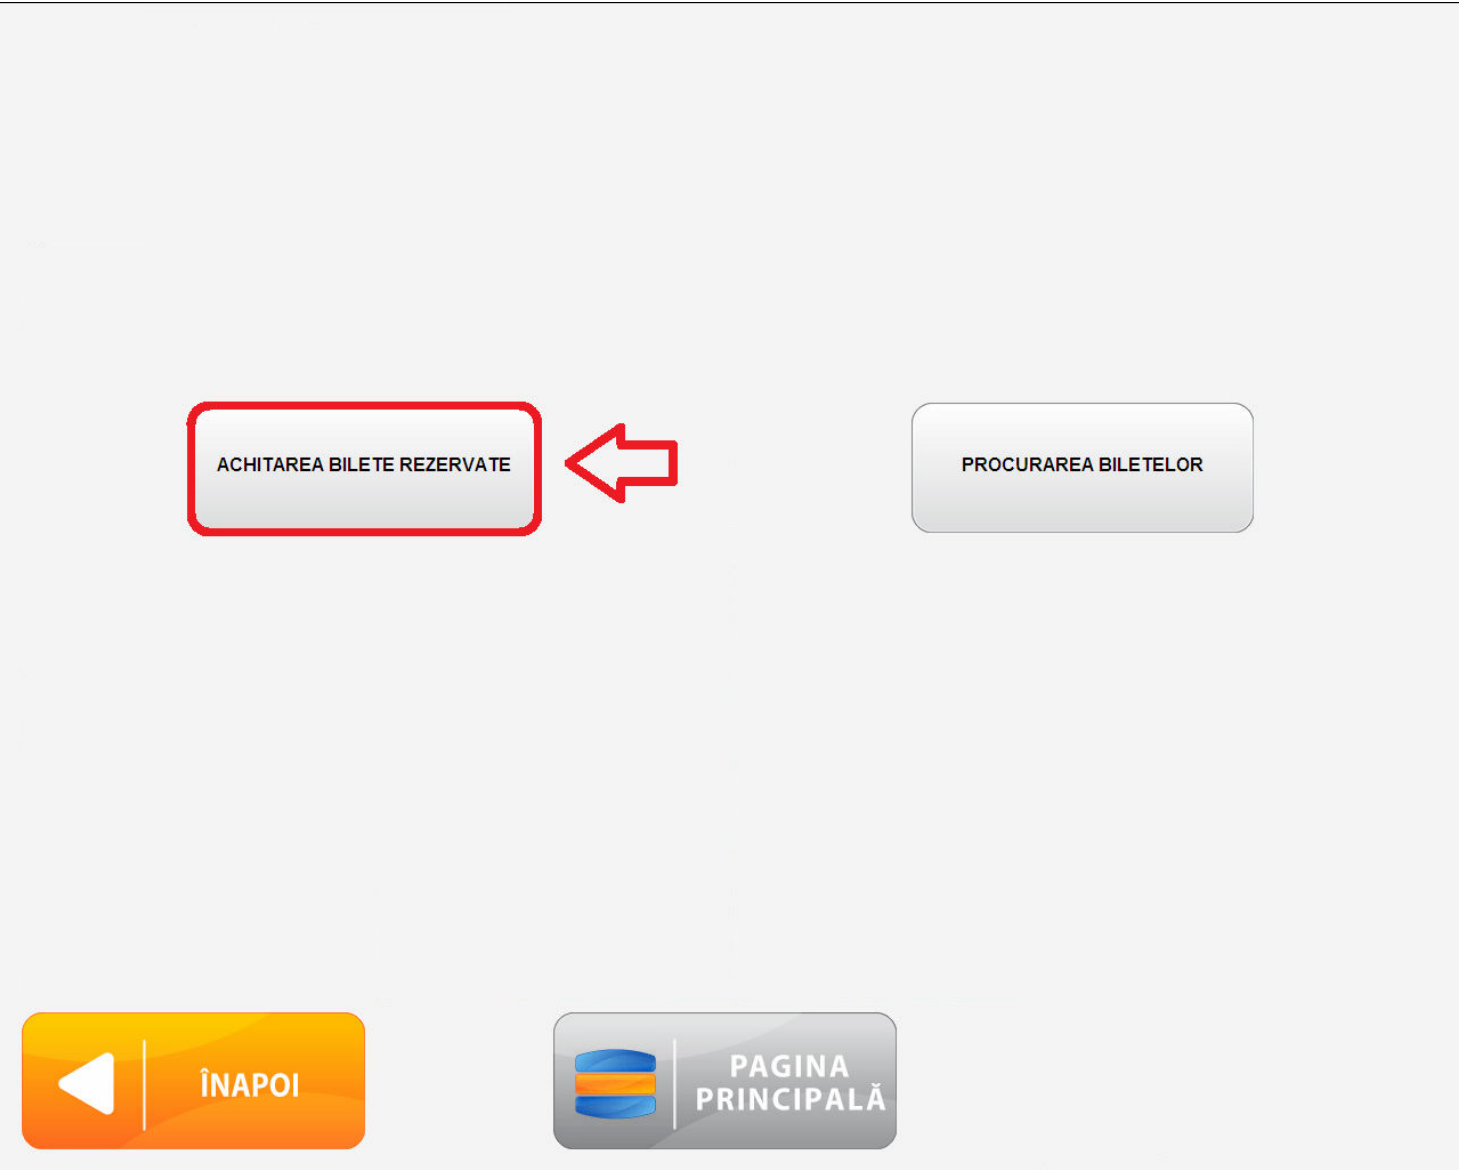 ACHITAREA BILETE REZERVATE
PROCURAREA BILETELOR
ÎNAPOI
PAGINA
PRINCIPALĂ